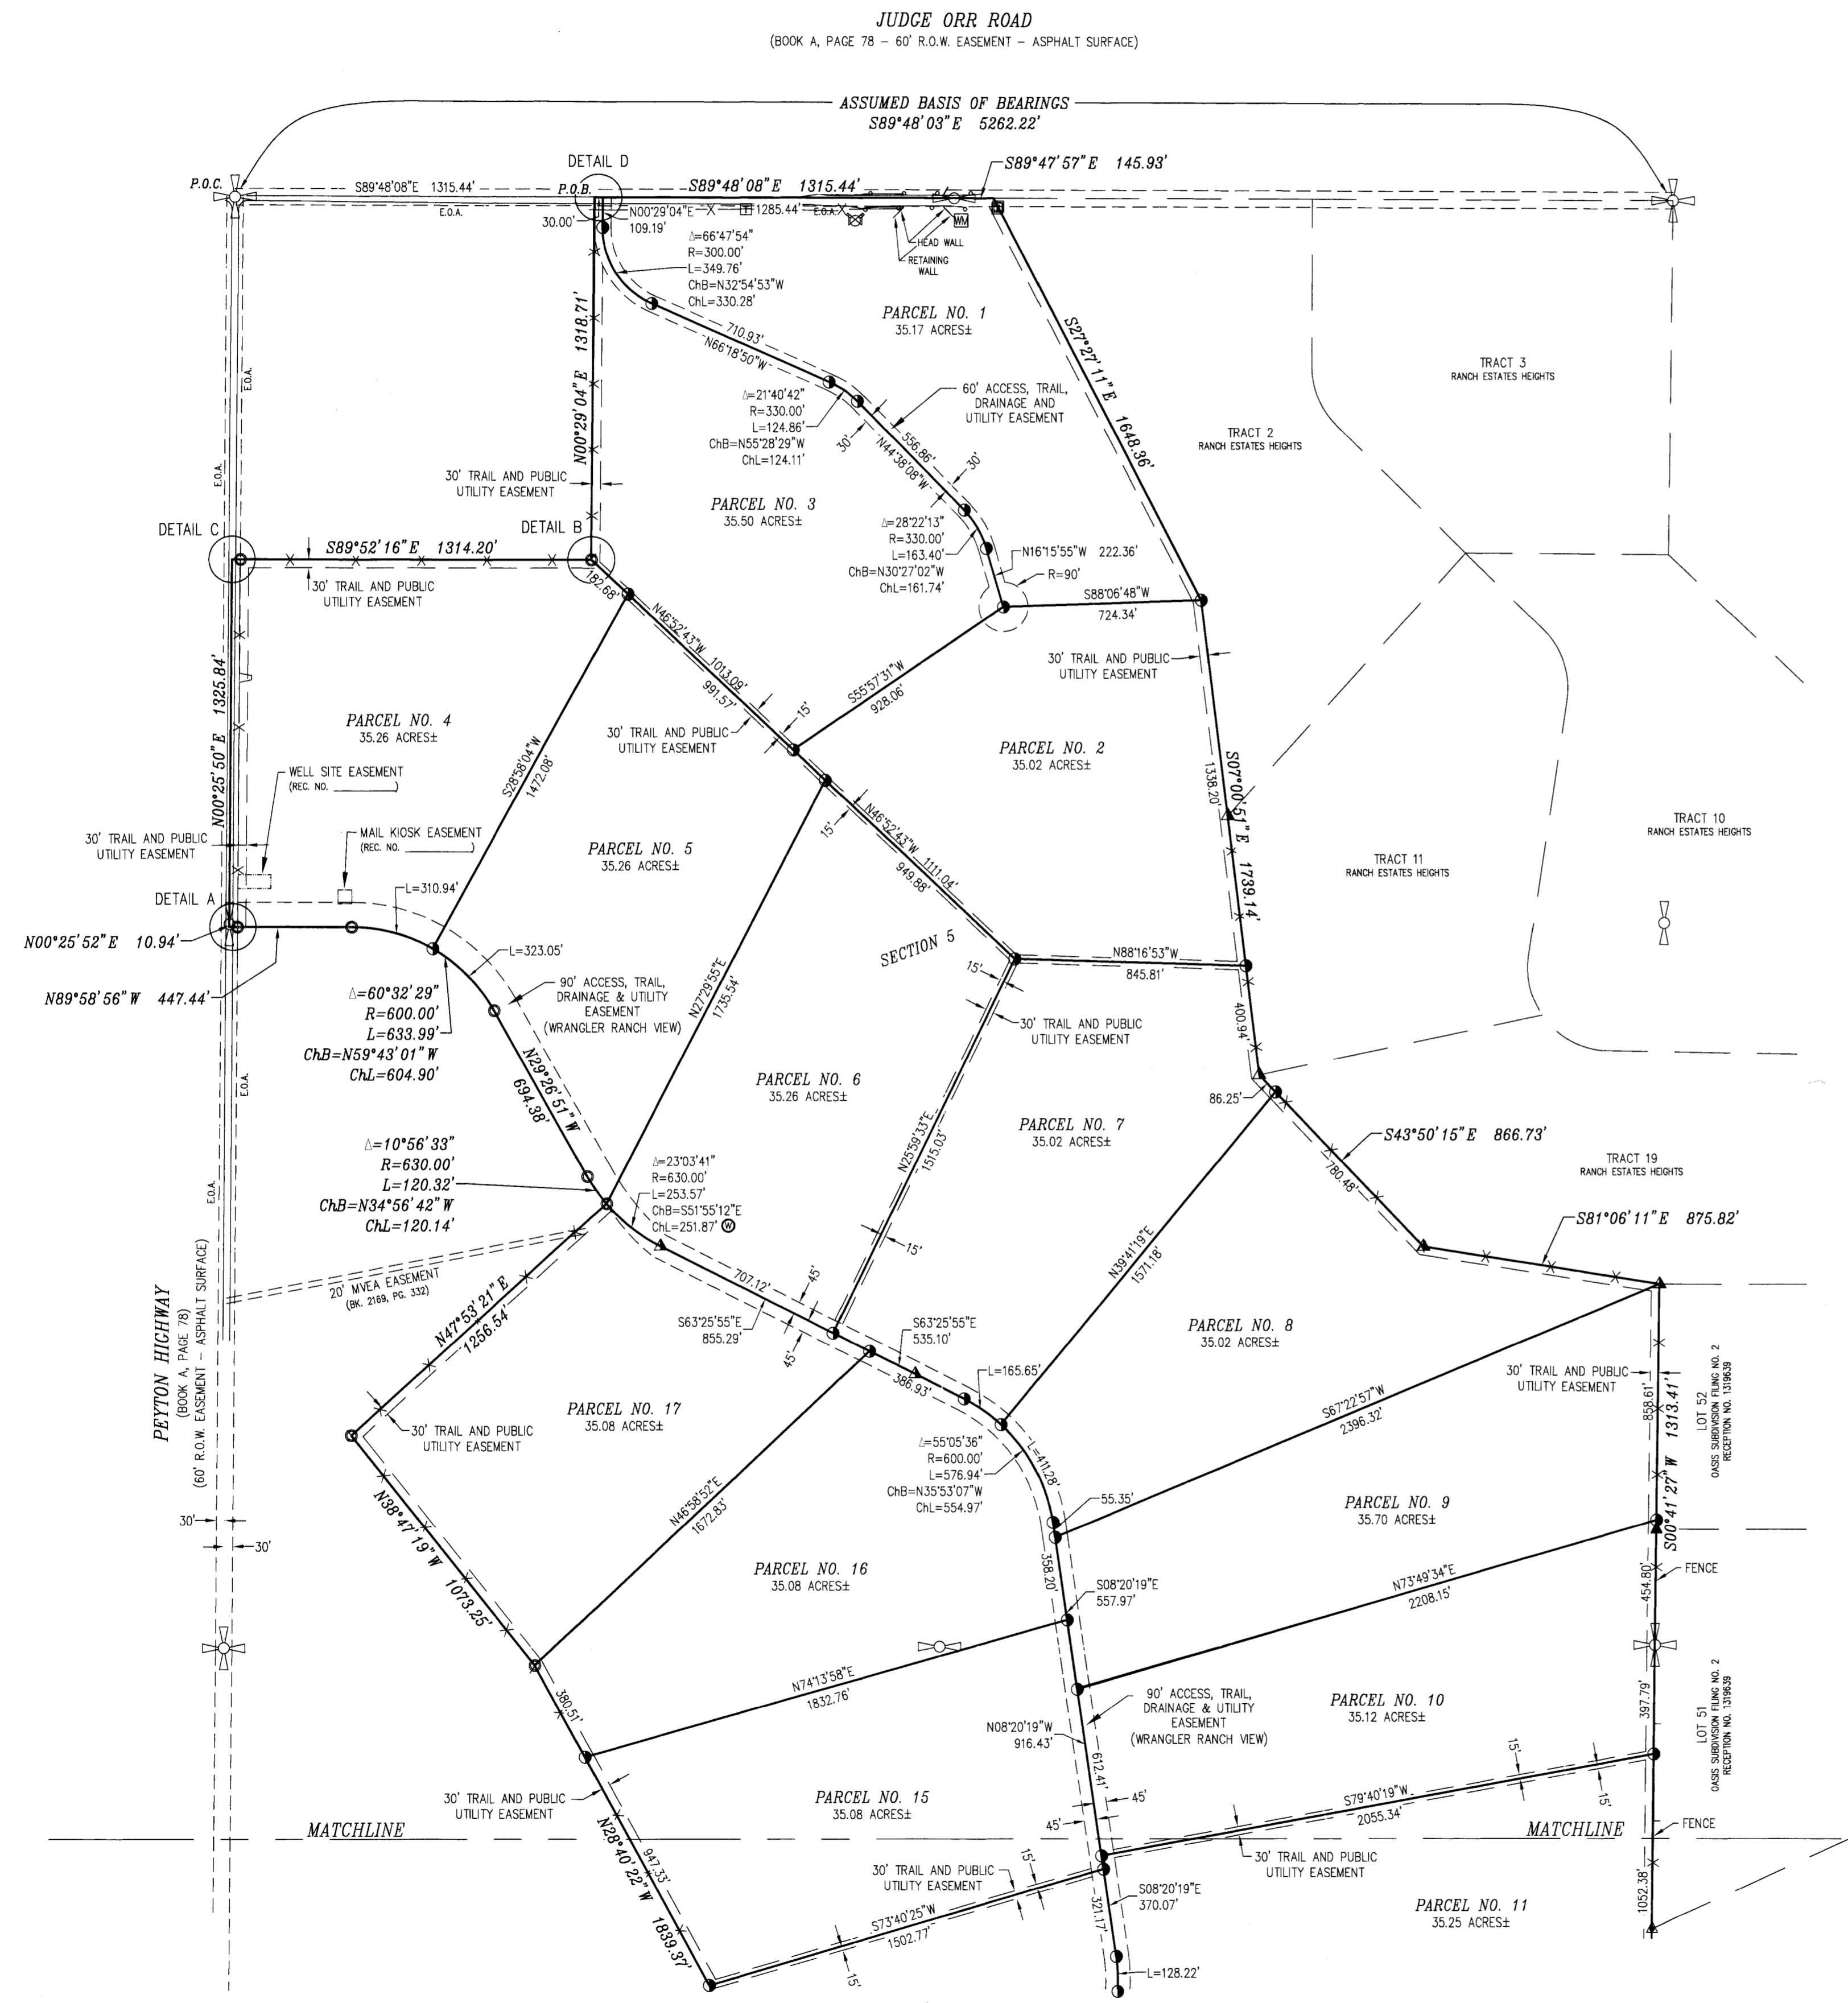 JUDGE ORR ROAD
(BOOK A, PAGE 78 – 60' R.O.W. EASEMENT – ASPHALT SURFACE)
ASSUMED BASIS OF BEARINGS
S89°48'03"E 5262.22'
DETAIL D
S89°47'57"E 145.93'
P.O.C.
S89°48'08"E 1315.44'
P.O.B.
S89°48'08"E 1315.44'
E.O.A.
30.00'
N00°29'04"E
109.19'
1285.44'
E.O.A.
WM
HEAD WALL
RETAINING
WALL
Δ=66°47'54"
R=300.00'
L=349.76'
ChB=N32°54'53"W
ChL=330.28'
PARCEL NO. 1
35.17 ACRES±
N00°29'04"E 1318.71'
710.93'
N66°18'50"W
S27°27'11"E 1648.36'
TRACT 3
RANCH ESTATES HEIGHTS
E.O.A.
Δ=21°40'42"
R=330.00'
L=124.86'
ChB=N55°28'29"W
ChL=124.11'
60' ACCESS, TRAIL,
DRAINAGE AND
UTILITY EASEMENT
556.86'
N44°38'08"W
30'
30'
TRACT 2
RANCH ESTATES HEIGHTS
E.O.A.
30' TRAIL AND PUBLIC
UTILITY EASEMENT
PARCEL NO. 3
35.50 ACRES±
DETAIL C
DETAIL B
S89°52'16"E 1314.20'
Δ=28°22'13"
R=330.00'
L=163.40'
ChB=N30°27'02"W
ChL=161.74'
N16°15'55"W 222.36'
R=90'
30' TRAIL AND PUBLIC
UTILITY EASEMENT
182.68'
S88°06'48"W
724.34'
N46°52'43"W 1013.09'
991.57'
15'
S55°57'31"W
928.06'
30' TRAIL AND PUBLIC
UTILITY EASEMENT
N00°25'50"E 1325.84'
PARCEL NO. 4
35.26 ACRES±
S28°58'04"W
1472.08'
30' TRAIL AND PUBLIC
UTILITY EASEMENT
PARCEL NO. 2
35.02 ACRES±
1338.20'
S07°00'51"E 1739.14'
WELL SITE EASEMENT
(REC. NO. ____________)
30' TRAIL AND PUBLIC
UTILITY EASEMENT
MAIL KIOSK EASEMENT
(REC. NO. ____________)
PARCEL NO. 5
35.26 ACRES±
15'
N46°52'43"W 1111.04'
949.88'
TRACT 10
RANCH ESTATES HEIGHTS
TRACT 11
RANCH ESTATES HEIGHTS
DETAIL A
L=310.94'
N00°25'52"E 10.94'
N89°58'56"W 447.44'
L=323.05'
SECTION 5
15'
N88°16'53"W
845.81'
N27°29'55"E
1735.54'
Δ=60°32'29"
R=600.00'
L=633.99'
ChB=N59°43'01"W
ChL=604.90'
90' ACCESS, TRAIL,
DRAINAGE & UTILITY
EASEMENT
(WRANGLER RANCH VIEW)
30' TRAIL AND PUBLIC
UTILITY EASEMENT
400.94'
E.O.A.
N29°26'51"W
694.38'
PARCEL NO. 6
35.26 ACRES±
86.25'
PARCEL NO. 7
35.02 ACRES±
S43°50'15"E 866.73'
780.48'
N25°59'33"E
1515.03'
TRACT 19
RANCH ESTATES HEIGHTS
E.O.A.
Δ=10°56'33"
R=630.00'
L=120.32'
ChB=N34°56'42"W
ChL=120.14'
Δ=23°03'41"
R=630.00'
L=253.57'
ChB=S51°55'12"E
ChL=251.87'
W
S81°06'11"E 875.82'
15'
N39°41'19"E
1571.18'
20' MVEA EASEMENT
(BK. 2169, PG. 332)
N47°53'21"E
1256.54'
707.12'
45'
45'
S63°25'55"E
855.29'
S63°25'55"E
535.10'
386.93'
PEYTON HIGHWAY
(BOOK A, PAGE 78)
(60' R.O.W. EASEMENT – ASPHALT SURFACE)
PARCEL NO. 8
35.02 ACRES±
L=165.65'
30' TRAIL AND PUBLIC
UTILITY EASEMENT
858.61'
S00°41'27"W 1313.41'
LOT 52
OASIS SUBDIVISION FILING NO. 2
RECEPTION NO. 1319639
S67°22'57"W
2396.32'
PARCEL NO. 17
35.08 ACRES±
30' TRAIL AND PUBLIC
UTILITY EASEMENT
Δ=55°05'36"
R=600.00'
L=576.94'
ChB=N35°53'07"W
ChL=554.97'
L=411.28'
N46°58'52"E
1672.83'
55.35'
PARCEL NO. 9
35.70 ACRES±
30'
30'
N38°47'19"W 1073.25'
358.20'
PARCEL NO. 16
35.08 ACRES±
S08°20'19"E
557.97'
N73°49'34"E
2208.15'
454.80'
FENCE
N74°13'58"E
1832.76'
380.51'
90' ACCESS, TRAIL,
DRAINAGE & UTILITY
EASEMENT
(WRANGLER RANCH VIEW)
N08°20'19"W
916.43'
612.41'
PARCEL NO. 10
35.12 ACRES±
397.79'
LOT 51
OASIS SUBDIVISION FILING NO. 2
RECEPTION NO. 1319639
15'
15'
S79°40'19"W
2055.34'
30' TRAIL AND PUBLIC
UTILITY EASEMENT
PARCEL NO. 15
35.08 ACRES±
45'
45'
MATCHLINE
MATCHLINE
FENCE
N28°40'22"W 1839.37'
947.33'
30' TRAIL AND PUBLIC
UTILITY EASEMENT
15'
30' TRAIL AND PUBLIC
UTILITY EASEMENT
S08°20'19"E
370.07'
321.17'
S73°40'25"W
1502.77'
15'
PARCEL NO. 11
35.25 ACRES±
1052.38'
L=128.22'